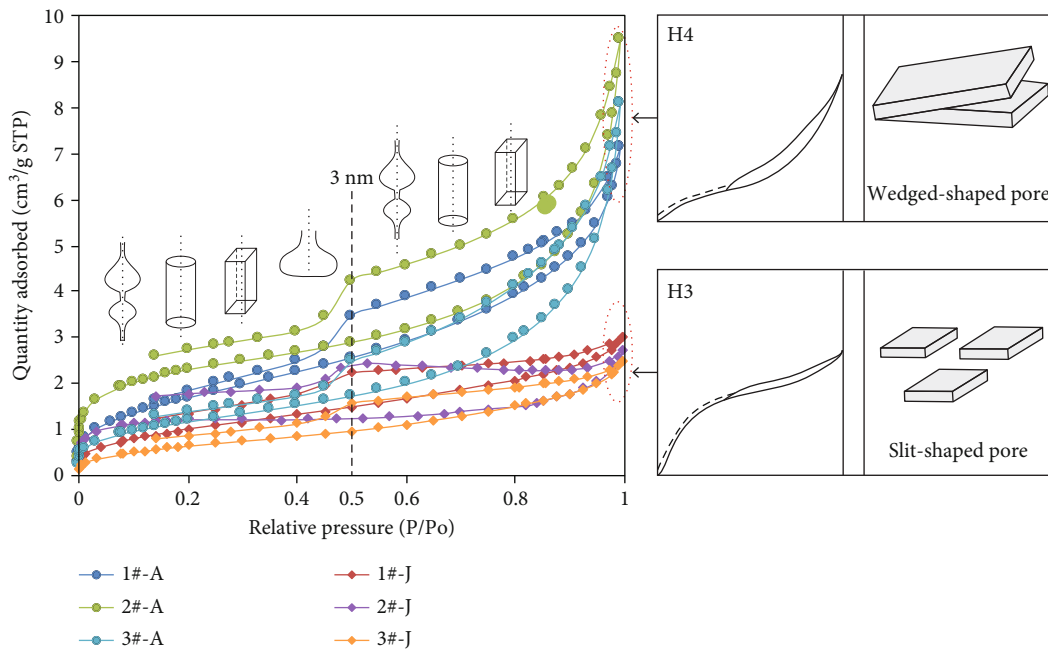 Quantity adsorbed (cm³/g STP)
10
9
8
7
6
5
4
3
2
1
0
3 nm
0
0.2
0.4
0.5
0.6
0.8
1
Relative pressure (P/Po)
1#-A
2#-A
3#-A
1#-J
2#-J
3#-J
H4
Wedged-shaped pore
H3
Slit-shaped pore